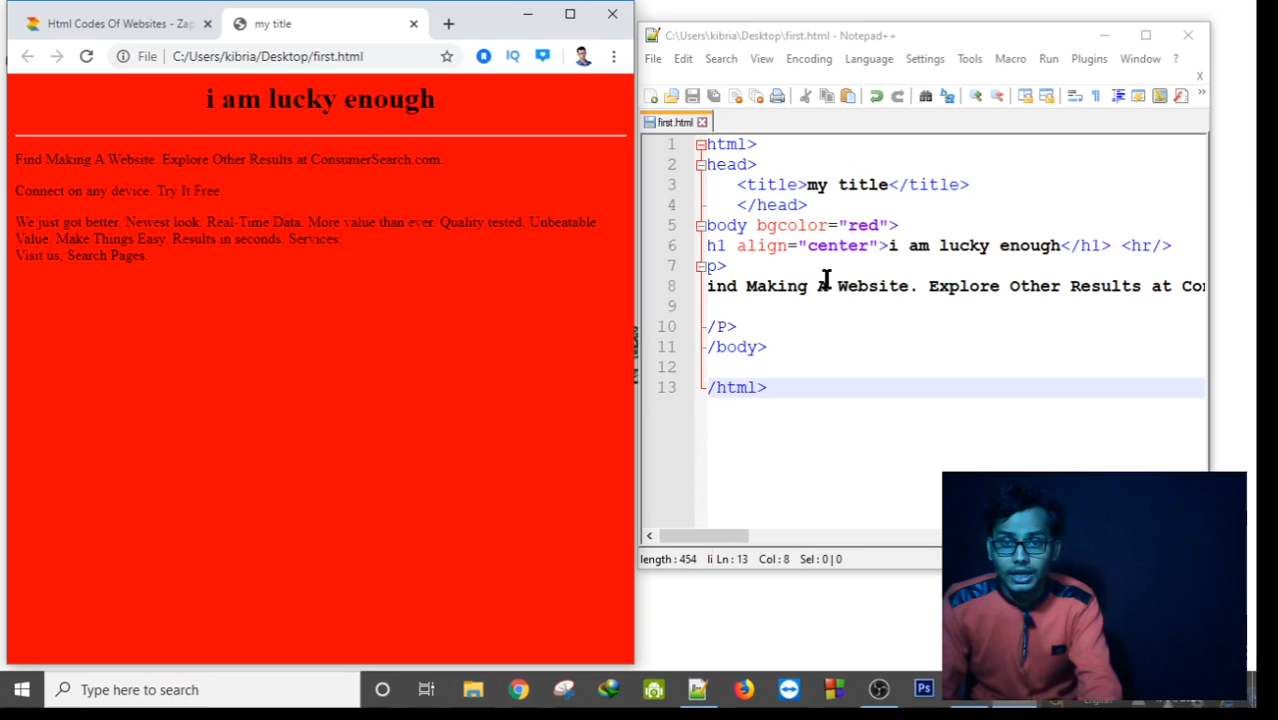 Html Codes Of Websites - Zap
my title
File
C:/Users/kibria/Desktop/first.html
i am lucky enough
Find Making A Website. Explore Other Results at ConsumerSearch.com.
Connect on any device. Try It Free.
We just got better. Newest look. Real-Time Data. More value than ever. Quality tested. Unbeatable
Value. Make Things Easy. Results in seconds. Services:
Visit us, Search Pages.
C:\Users\kibria\Desktop\first.html - Notepad++
File Edit Search View Encoding Language Settings Tools Macro Run Plugins Window ?
X
first.html
1 html>
2 head>
3 <title>my title</title>
4 </head>
5 body bgcolor="red">
6 h1 align="center">i am lucky enough</h1> <hr/>
7 p>
8 ind Making A Website. Explore Other Results at Con
9
10 /P>
11 /body>
12
13 /html>
length : 454 li Ln : 13 Col : 8 Sel : 0 | 0
Type here to search
Ps